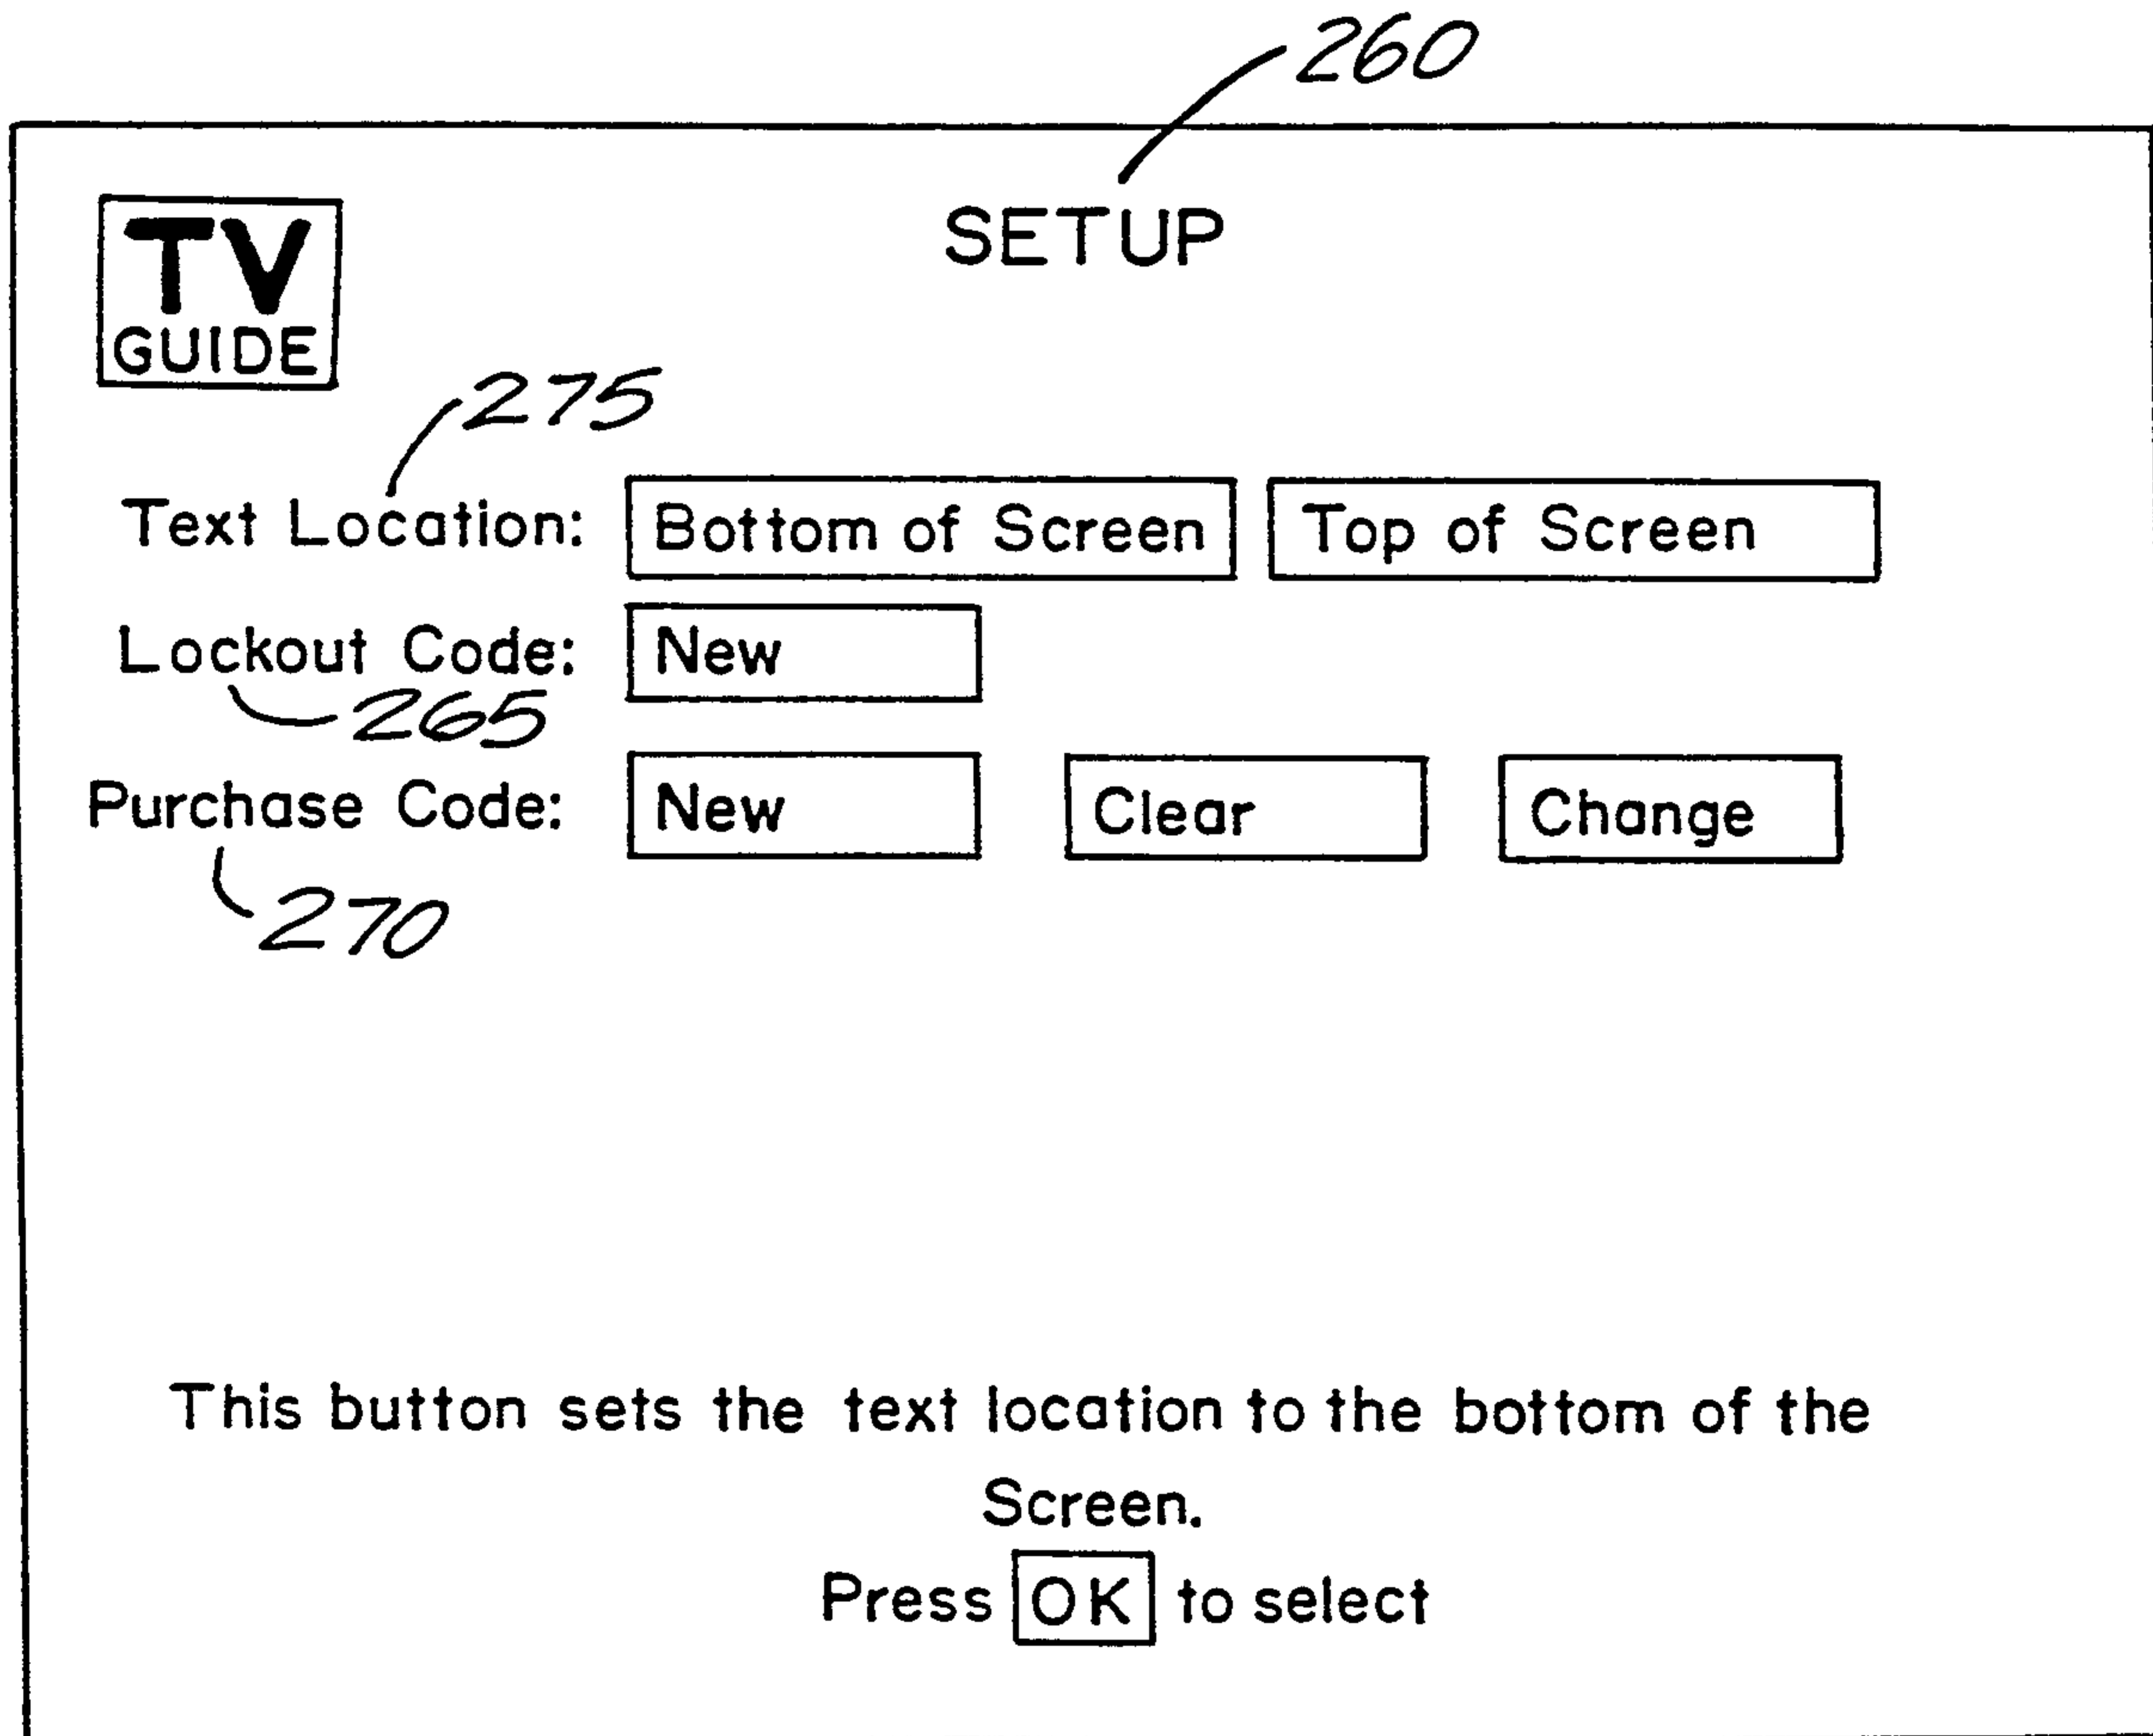 260
SETUP
TV
GUIDE
275
Text Location: Bottom of Screen Top of Screen
Lockout Code: New
265
Purchase Code: New Clear Change
270
This button sets the text location to the bottom of the
Screen.
Press OK to select